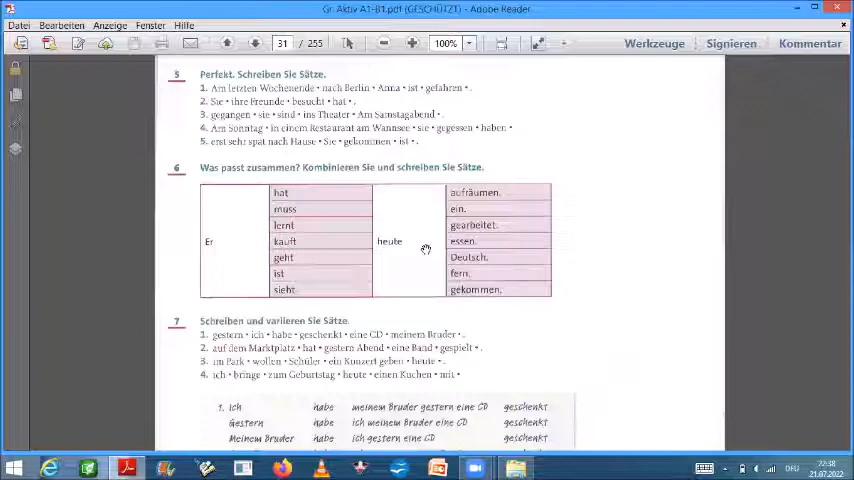 Gr. Aktiv A1-B1.pdf (GESCHÜTZT) - Adobe Reader
Datei Bearbeiten Anzeige Fenster Hilfe
31 / 255 100% Werkzeuge Signieren Kommentar
5 Perfekt. Schreiben Sie Sätze.
1. Am letzten Wochenende • nach Berlin • Anna • ist • gefahren •.
2. Sie • ihre Freunde • besucht • hat •.
3. gegangen • sie • sind • ins Theater • Am Samstagabend •.
4. Am Sonntag • in einem Restaurant am Wannsee • sie • gegessen • haben •
5. erst sehr spät nach Hause • Sie • gekommen • ist •.
6 Was passt zusammen? Kombinieren Sie und schreiben Sie Sätze.
hat aufräumen.
muss ein.
lernt gearbeitet.
Er kauft heute essen.
geht Deutsch.
ist fern.
sieht gekommen.
7 Schreiben und variieren Sie Sätze.
1. gestern • ich • habe • geschenkt • eine CD • meinem Bruder •.
2. auf dem Marktplatz • hat • gestern Abend • eine Band • gespielt •.
3. im Park • wollen • Schüler • ein Konzert geben • heute •.
4. ich • bringe • zum Geburtstag • heute • einen Kuchen • mit •
1. Ich habe meinem Bruder gestern eine CD geschenkt
Gestern habe ich meinem Bruder eine CD geschenkt
Meinem Bruder habe ich gestern eine CD geschenkt
DEU
22:38
21.07.2022